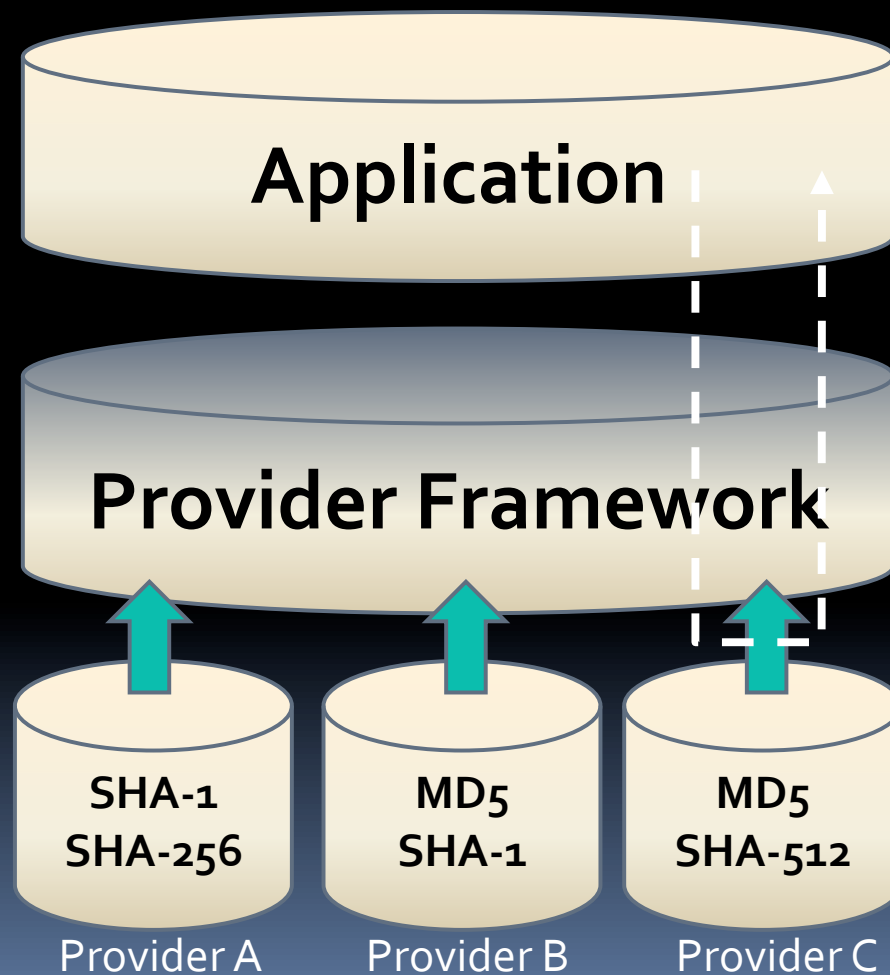 Application
Provider Framework
SHA-1
SHA-256
MD5
SHA-1
MD5
SHA-512
Provider A
Provider B
Provider C